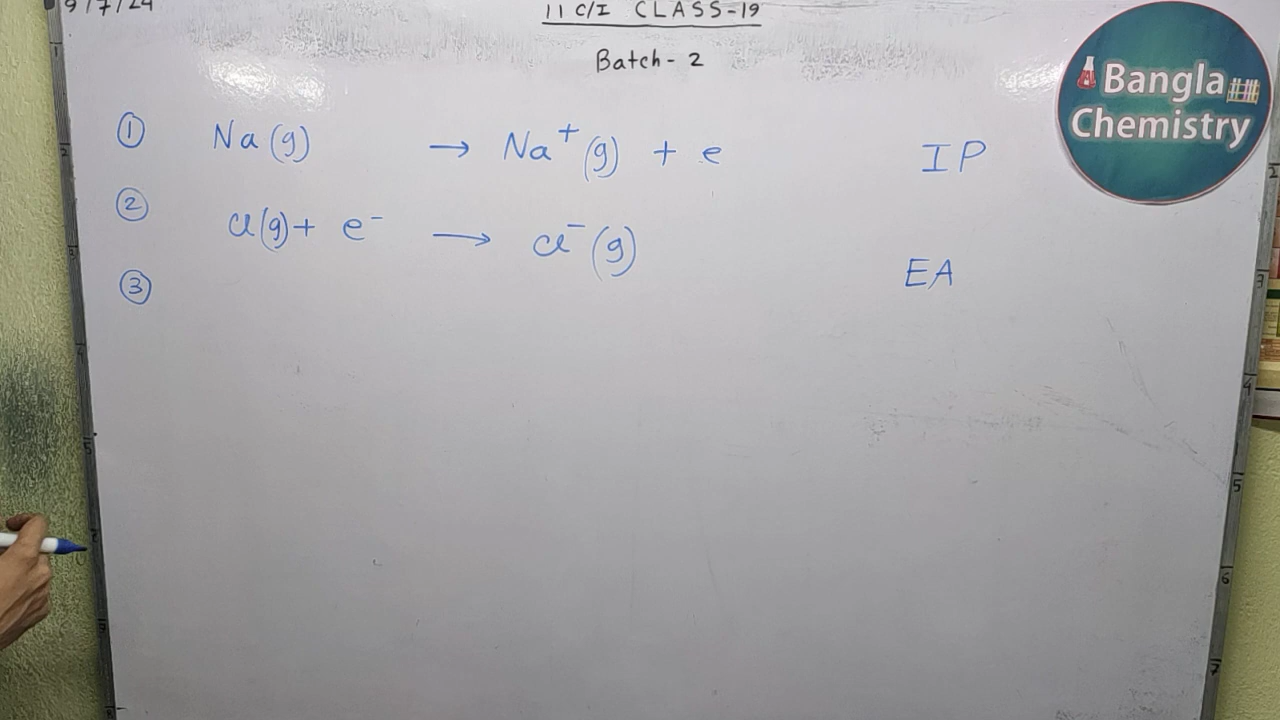 9/7/24
11 C/I CLASS-19
Batch - 2
Bangla
Chemistry
① Na (g) → Na⁺ (g) + e IP
② Cl(g) + e⁻ → Cl⁻ (g)
EA
③